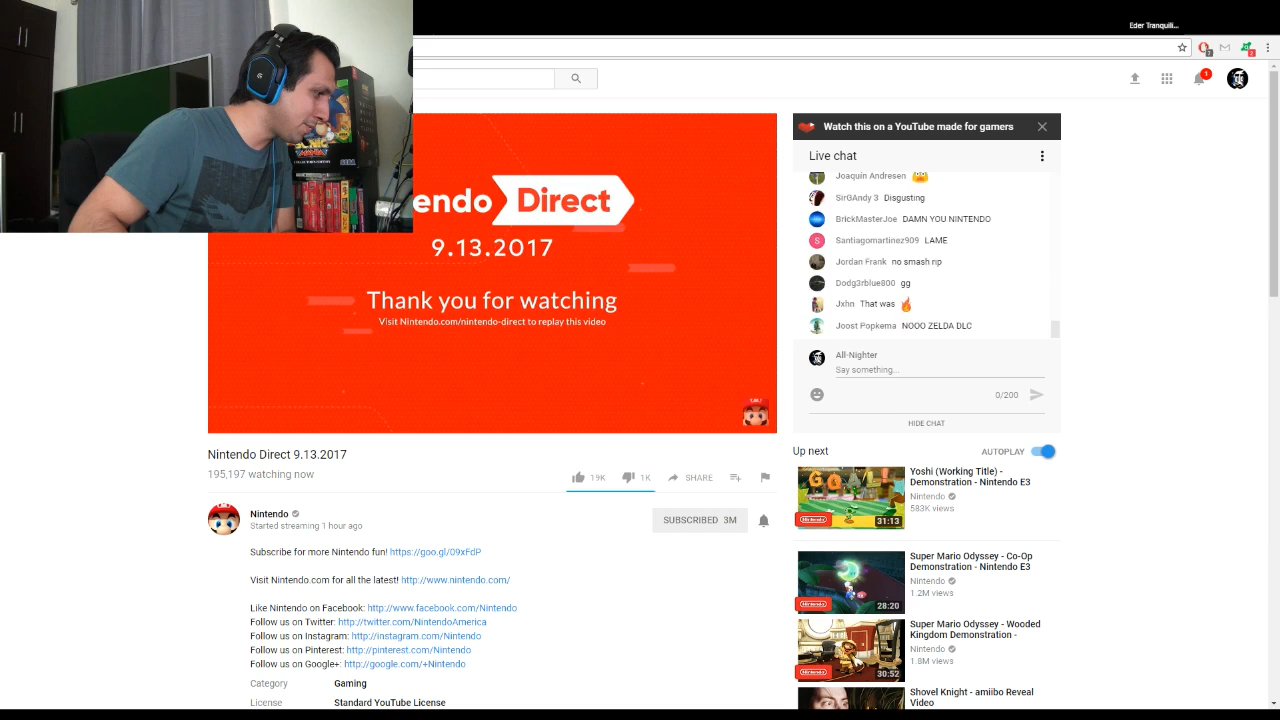 Eder Tranquili...
Watch this on a YouTube made for gamers
Live chat
Joaquín Andresen
SirGAndy 3 Disgusting
BrickMasterJoe DAMN YOU NINTENDO
S Santiagomartinez909 LAME
Jordan Frank no smash rip
Dodg3rblue800 gg
Jxhn That was
Joost Popkema NOOO ZELDA DLC
All-Nighter
Say something...
0/200
HIDE CHAT
endo Direct
9.13.2017
Thank you for watching
Visit Nintendo.com/nintendo-direct to replay this video
Nintendo Direct 9.13.2017
195,197 watching now
19K 1K SHARE
Nintendo
Started streaming 1 hour ago
SUBSCRIBED 3M
Subscribe for more Nintendo fun! https://goo.gl/09xFdP
Visit Nintendo.com for all the latest! http://www.nintendo.com/
Like Nintendo on Facebook: http://www.facebook.com/Nintendo
Follow us on Twitter: http://twitter.com/NintendoAmerica
Follow us on Instagram: http://instagram.com/Nintendo
Follow us on Pinterest: http://pinterest.com/Nintendo
Follow us on Google+: http://google.com/+Nintendo
Category Gaming
License Standard YouTube License
Up next AUTOPLAY
Yoshi (Working Title) -
Demonstration - Nintendo E3
Nintendo
583K views
Nintendo
31:13
Super Mario Odyssey - Co-Op
Demonstration - Nintendo E3
Nintendo
1.2M views
Nintendo
28:20
Super Mario Odyssey - Wooded
Kingdom Demonstration -
Nintendo
1.8M views
Nintendo
30:52
Shovel Knight - amiibo Reveal
Video
SONIC
SEGA
1